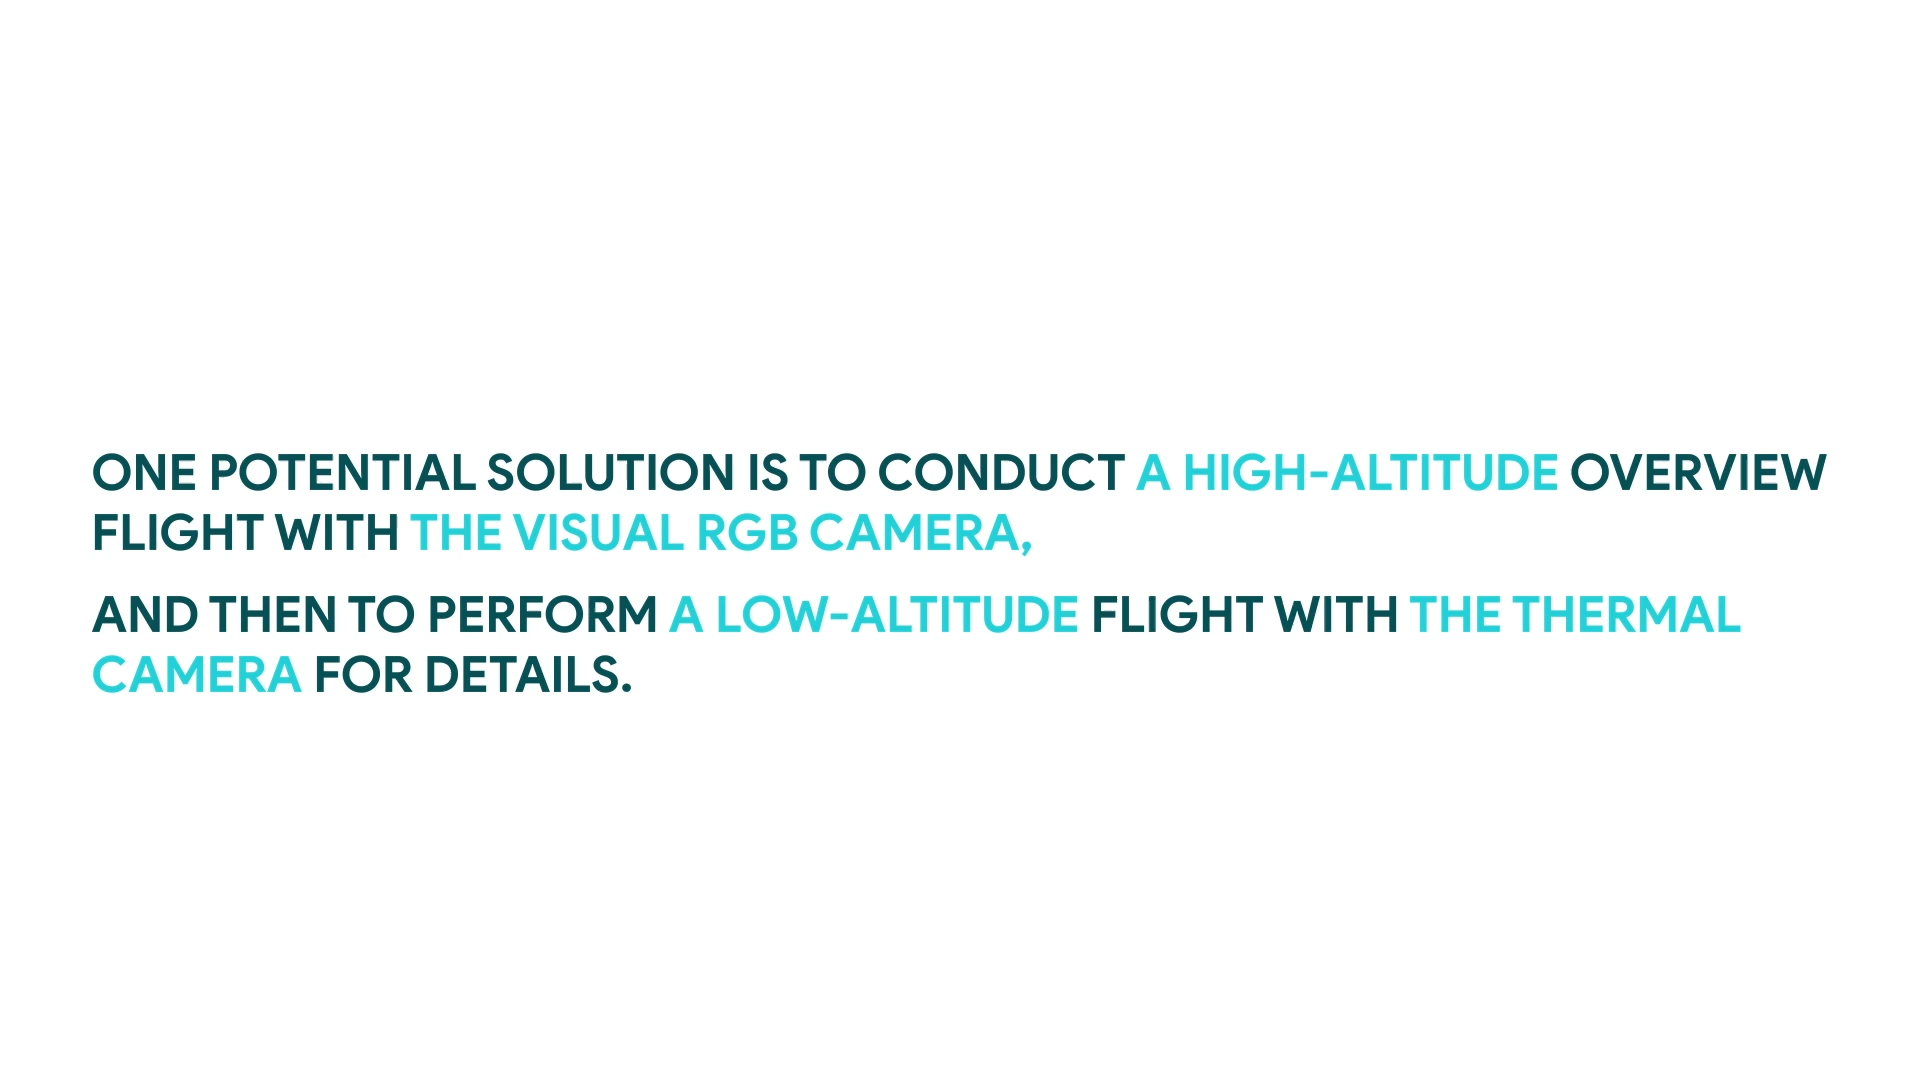 ONE POTENTIAL SOLUTION IS TO CONDUCT A HIGH-ALTITUDE OVERVIEW
FLIGHT WITH THE VISUAL RGB CAMERA,
AND THEN TO PERFORM A LOW-ALTITUDE FLIGHT WITH THE THERMAL
CAMERA FOR DETAILS.